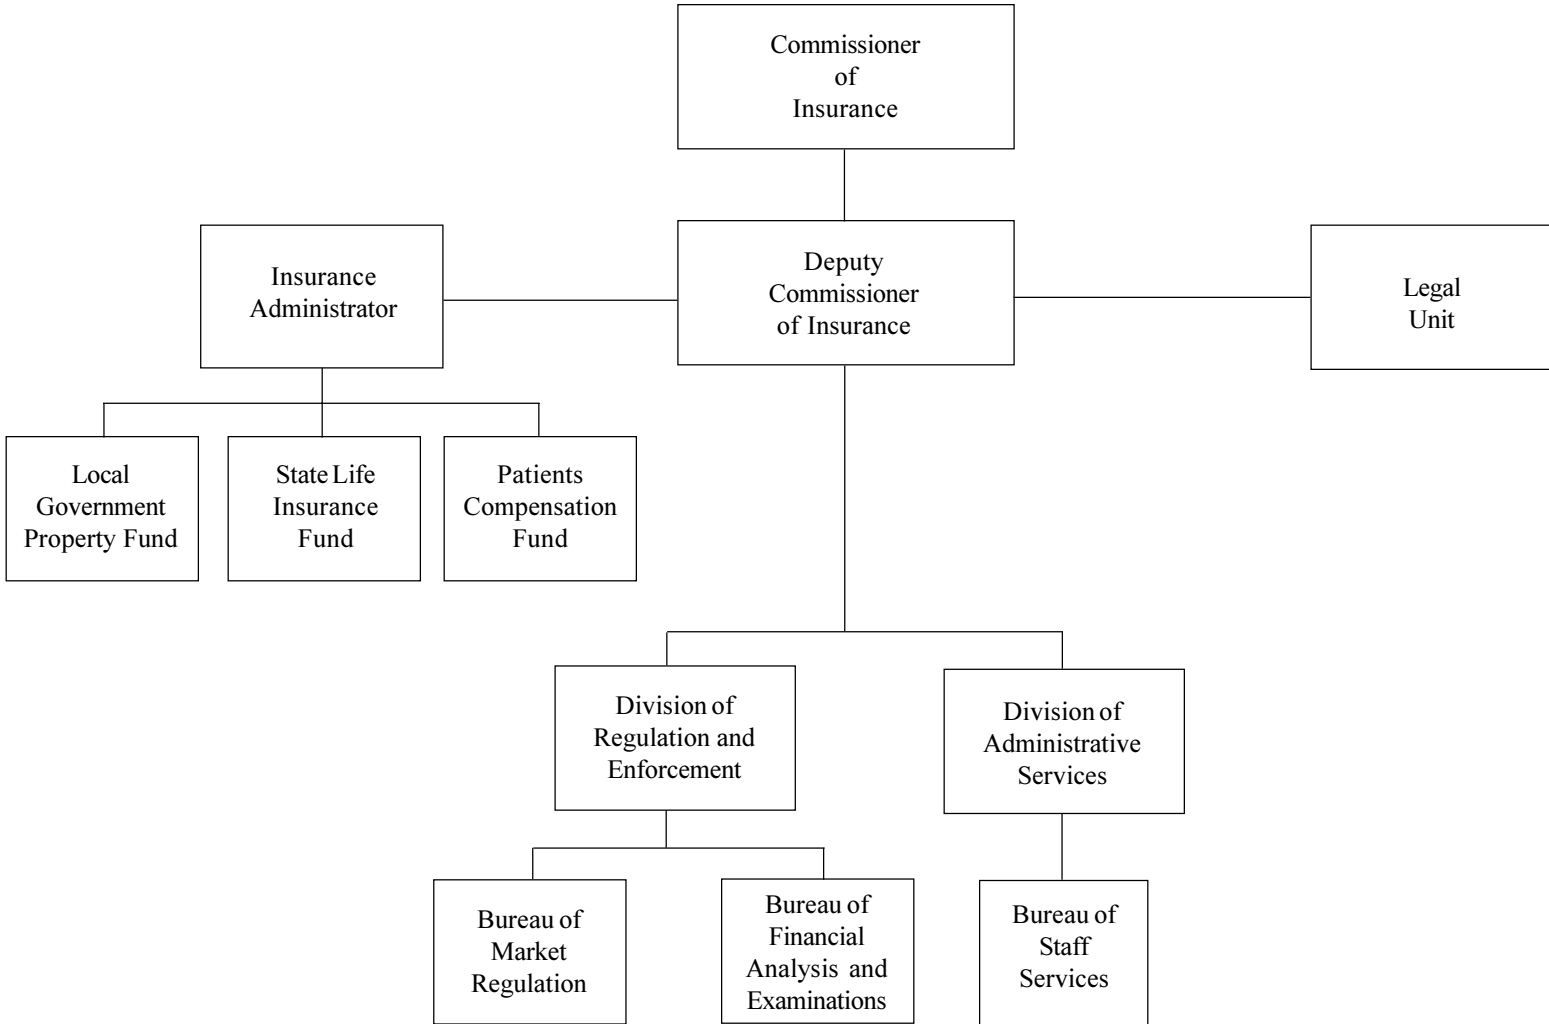 Commissioner
of
Insurance
Insurance
Administrator
Deputy
Commissioner
of Insurance
Legal
Unit
Local
Government
Property Fund
State Life
Insurance
Fund
Patients
Compensation
Fund
Division of
Regulation and
Enforcement
Division of
Administrative
Services
Bureau of
Market
Regulation
Bureau of
Financial
Analysis and
Examinations
Bureau of
Staff
Services